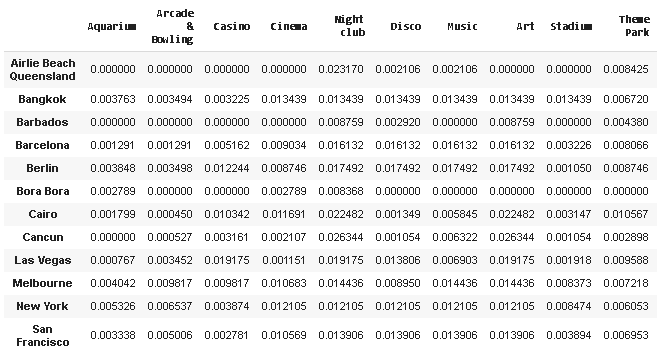 Aquarium Arcade & Bowling Casino Cinema Night club Disco Music Art Stadium Theme Park
Airlie Beach Queensland 0.000000 0.000000 0.000000 0.000000 0.023170 0.002106 0.002106 0.000000 0.000000 0.008425
Bangkok 0.003763 0.003494 0.003225 0.013439 0.013439 0.013439 0.013439 0.013439 0.013439 0.006720
Barbados 0.000000 0.000000 0.000000 0.000000 0.008759 0.002920 0.000000 0.008759 0.000000 0.004380
Barcelona 0.001291 0.001291 0.005162 0.009034 0.016132 0.016132 0.016132 0.016132 0.003226 0.008066
Berlin 0.003848 0.003498 0.012244 0.008746 0.017492 0.017492 0.017492 0.017492 0.001050 0.008746
Bora Bora 0.002789 0.000000 0.000000 0.002789 0.008368 0.000000 0.000000 0.000000 0.000000 0.000000
Cairo 0.001799 0.000450 0.010342 0.011691 0.022482 0.001349 0.005845 0.022482 0.003147 0.010567
Cancun 0.000000 0.000527 0.003161 0.002107 0.026344 0.001054 0.006322 0.026344 0.001054 0.002898
Las Vegas 0.000767 0.003452 0.019175 0.001151 0.019175 0.013806 0.006903 0.019175 0.001918 0.009588
Melbourne 0.004042 0.009817 0.009817 0.010683 0.014436 0.008950 0.014436 0.014436 0.008373 0.007218
New York 0.005326 0.006537 0.003874 0.012105 0.012105 0.012105 0.012105 0.012105 0.008474 0.006053
San Francisco 0.003338 0.005006 0.002781 0.010569 0.013906 0.013906 0.013906 0.013906 0.003894 0.006953